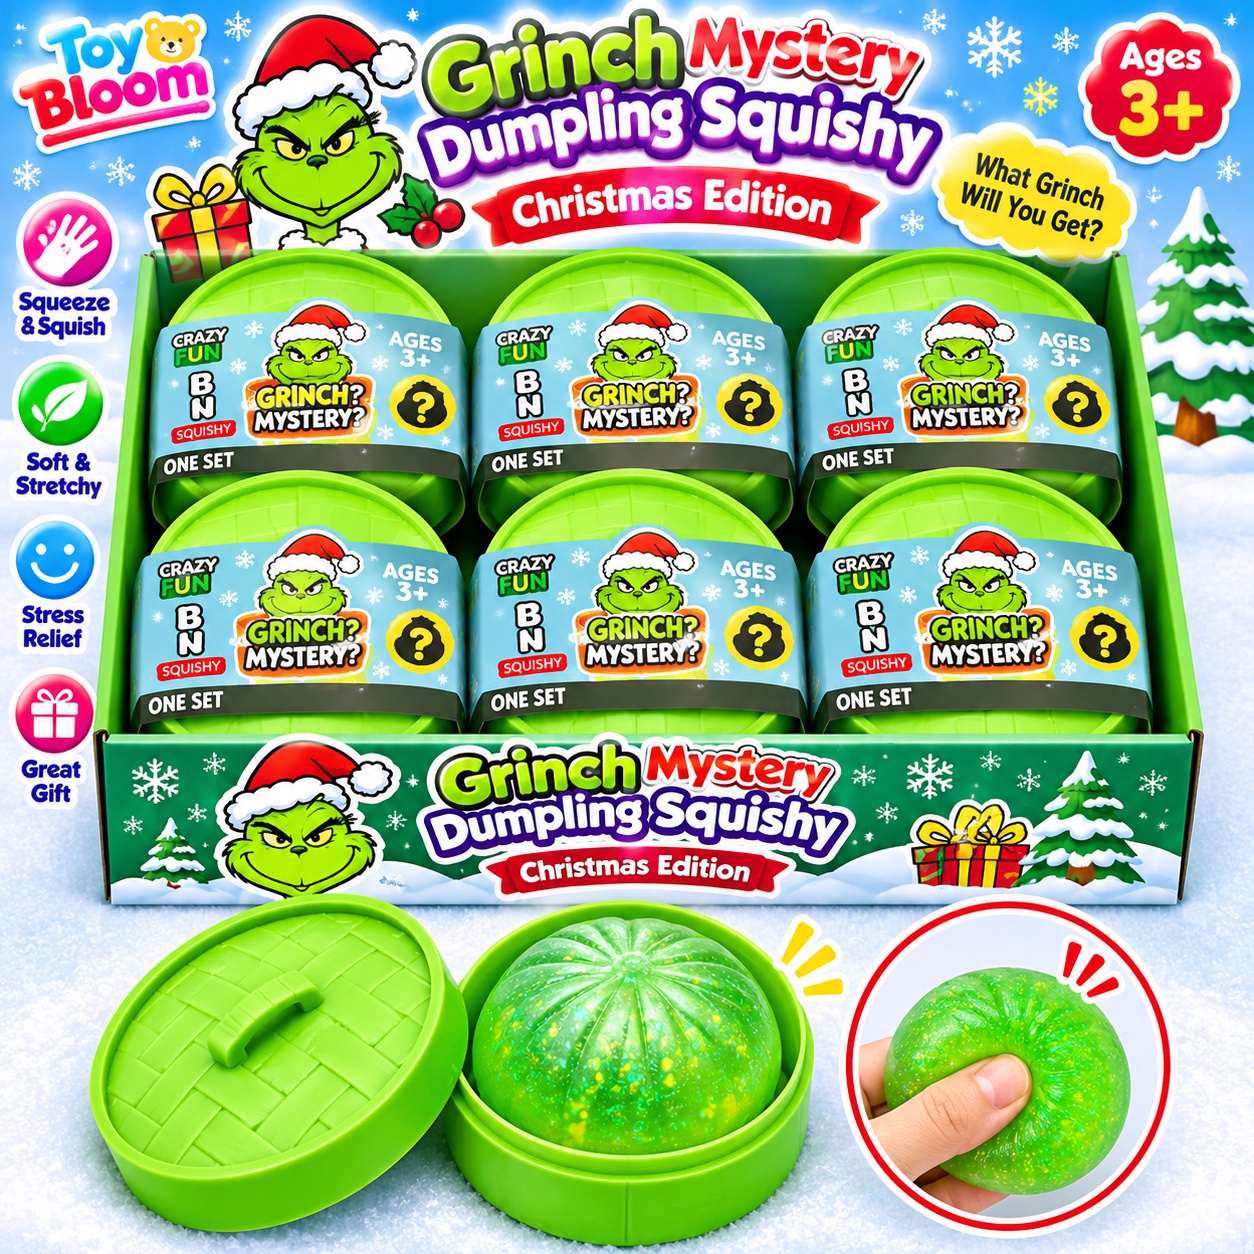 Toy
Bloom
Grinch Mystery
Dumpling Squishy
Christmas Edition
Ages
3+
What Grinch
Will You Get?
Squeeze
& Squish
Soft &
Stretchy
Stress
Relief
Great
Gift
CRAZY
FUN
B
N
SQUISHY
GRINCH?
MYSTERY?
AGES
3+
?
ONE SET
CRAZY
FUN
B
N
SQUISHY
GRINCH?
MYSTERY?
AGES
3+
?
ONE SET
CRAZY
FUN
B
N
SQUISHY
GRINCH?
MYSTERY?
AGES
3+
?
ONE SET
CRAZY
FUN
B
N
SQUISHY
GRINCH?
MYSTERY?
AGES
3+
?
ONE SET
CRAZY
FUN
B
N
SQUISHY
GRINCH?
MYSTERY?
AGES
3+
?
ONE SET
CRAZY
FUN
B
N
SQUISHY
GRINCH?
MYSTERY?
AGES
3+
?
ONE SET
Grinch Mystery
Dumpling Squishy
Christmas Edition